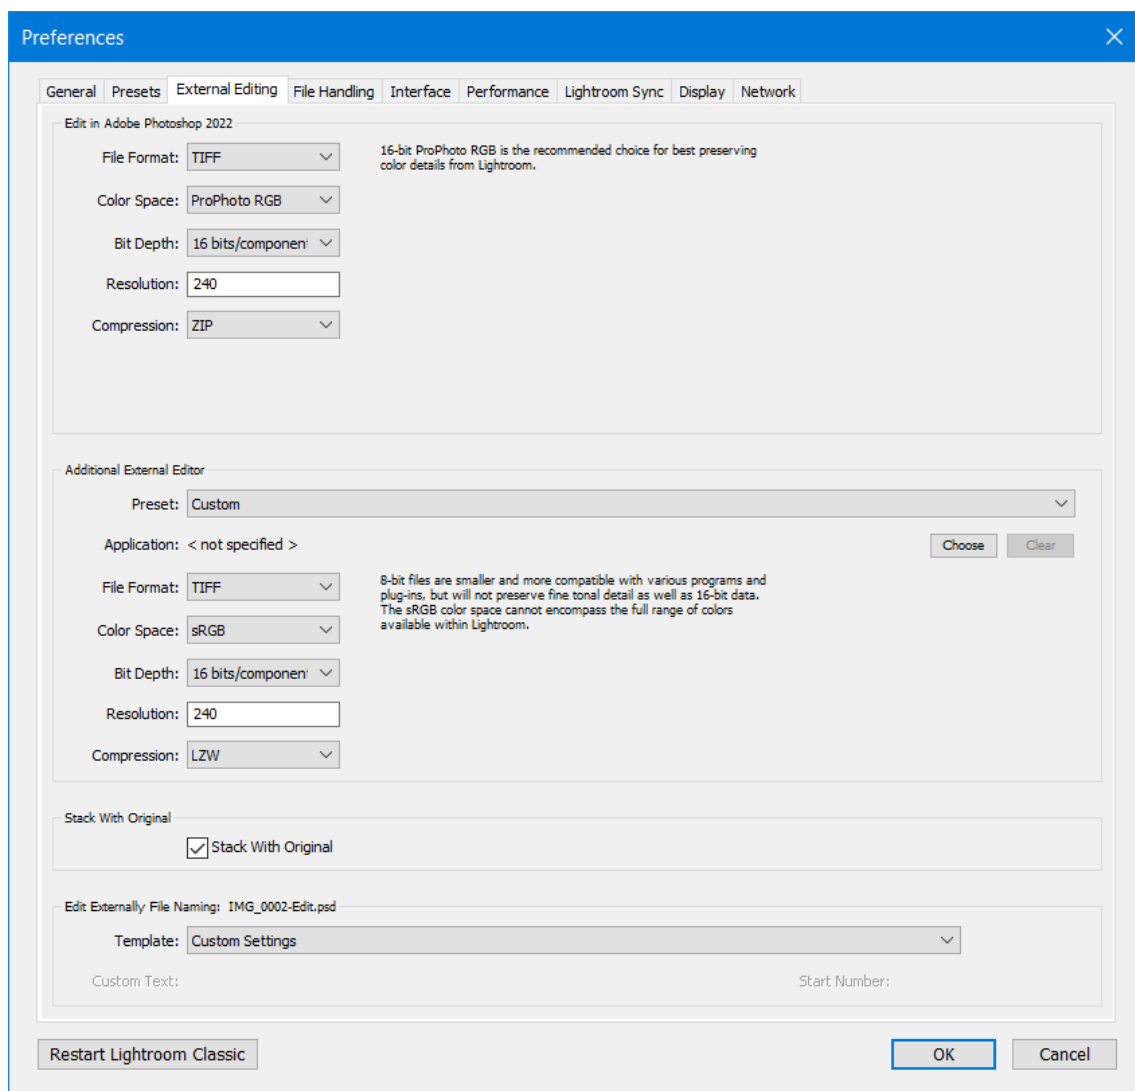 Preferences
General Presets External Editing File Handling Interface Performance Lightroom Sync Display Network
Edit in Adobe Photoshop 2022
File Format: TIFF
16-bit ProPhoto RGB is the recommended choice for best preserving
color details from Lightroom.
Color Space: ProPhoto RGB
Bit Depth: 16 bits/component
Resolution: 240
Compression: ZIP
Additional External Editor
Preset: Custom
Application: < not specified > Choose Clear
File Format: TIFF
8-bit files are smaller and more compatible with various programs and
plug-ins, but will not preserve fine tonal detail as well as 16-bit data.
The sRGB color space cannot encompass the full range of colors
available within Lightroom.
Color Space: sRGB
Bit Depth: 16 bits/component
Resolution: 240
Compression: LZW
Stack With Original
Stack With Original
Edit Externally File Naming: IMG_0002-Edit.psd
Template: Custom Settings
Custom Text: Start Number:
Restart Lightroom Classic OK Cancel